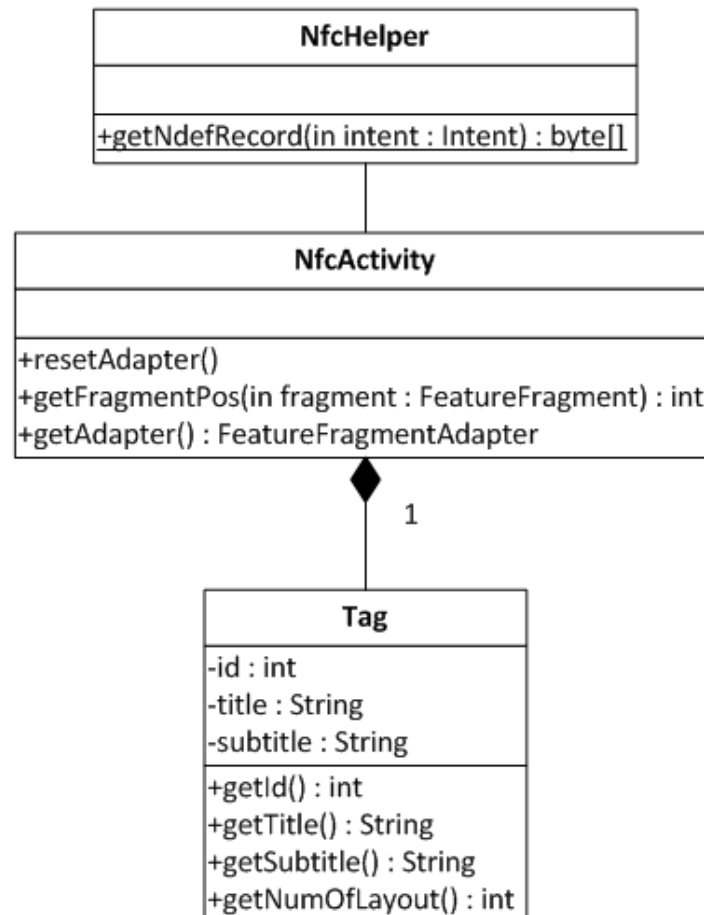 NfcHelper
+getNdefRecord(in intent : Intent) : byte[]
NfcActivity
+resetAdapter()
+getFragmentPos(in fragment : FeatureFragment) : int
+getAdapter() : FeatureFragmentAdapter
1
Tag
-id : int
-title : String
-subtitle : String
+getId() : int
+getTitle() : String
+getSubtitle() : String
+getNumOfLayout() : int